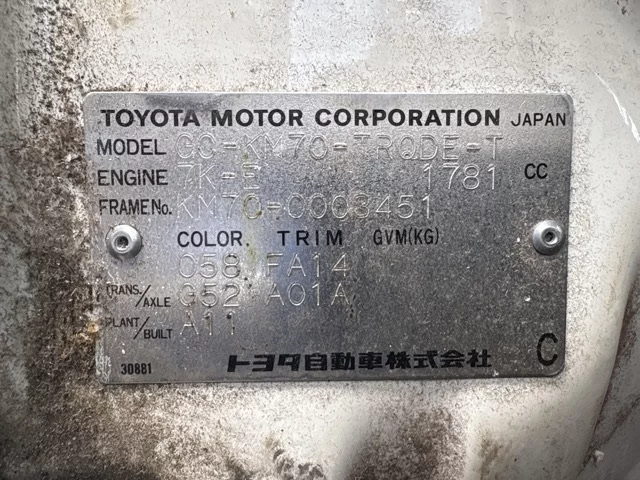 TOYOTA MOTOR CORPORATION JAPAN
MODEL GC-KM70-TRQDE-T
ENGINE 7K-E 1781 CC
FRAME No. KM70-0003451
COLOR. TRIM GVM(KG)
058 FA14
TRANS./AXLE G52 A01A
PLANT/BUILT A11
トヨタ自動車株式会社 C
30881